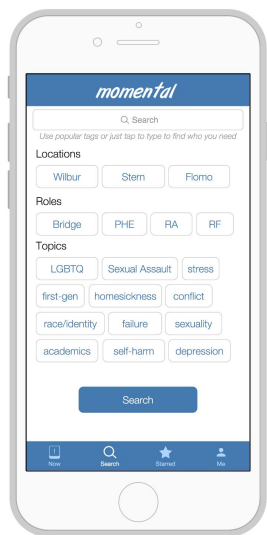 momental
Search
Use popular tags or just tap to type to find who you need
Locations
Wilbur Stern Flomo
Roles
Bridge PHE RA RF
Topics
LGBTQ Sexual Assault stress
first-gen homesickness conflict
race/identity failure sexuality
academics self-harm depression
Search
Now Search Starred Me